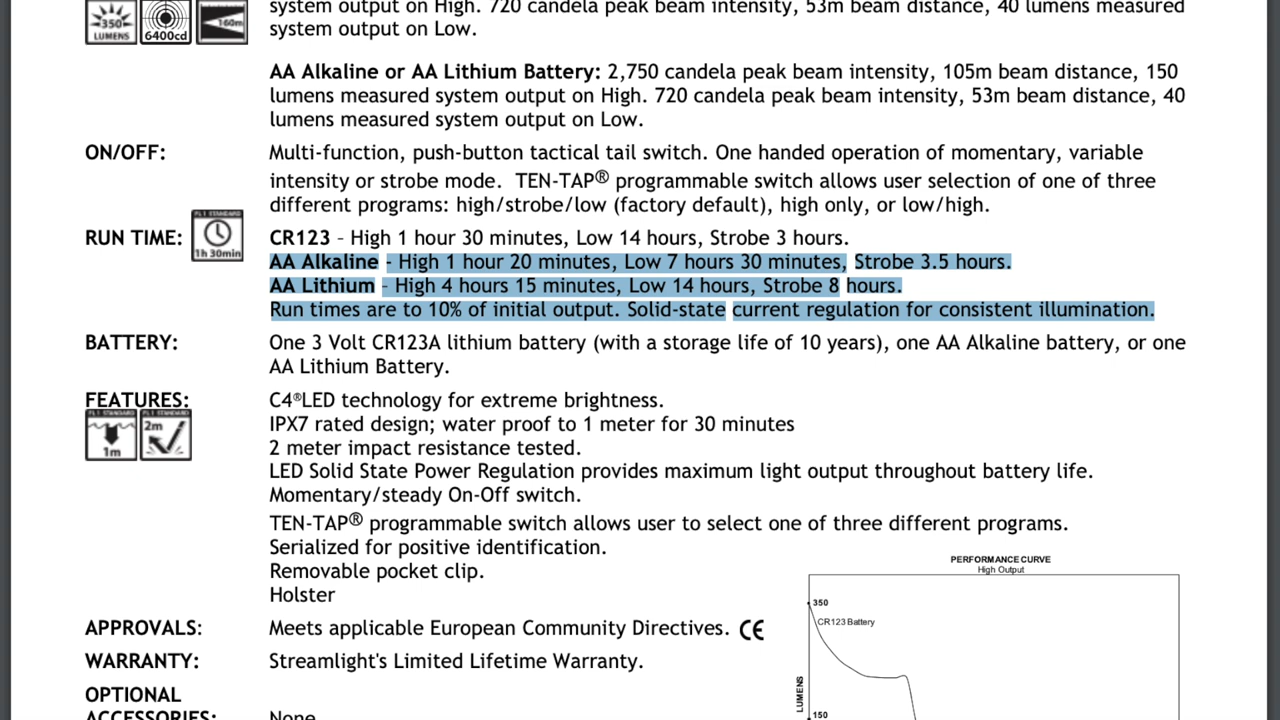 system output on High. 720 candela peak beam intensity, 53m beam distance, 40 lumens measured
350
LUMENS
6400cd
160m
system output on Low.
AA Alkaline or AA Lithium Battery: 2,750 candela peak beam intensity, 105m beam distance, 150
lumens measured system output on High. 720 candela peak beam intensity, 53m beam distance, 40
lumens measured system output on Low.
ON/OFF: Multi-function, push-button tactical tail switch. One handed operation of momentary, variable
intensity or strobe mode. TEN-TAP® programmable switch allows user selection of one of three
different programs: high/strobe/low (factory default), high only, or low/high.
RUN TIME:
FL 1 STANDARD
1h 30min
CR123 – High 1 hour 30 minutes, Low 14 hours, Strobe 3 hours.
AA Alkaline - High 1 hour 20 minutes, Low 7 hours 30 minutes, Strobe 3.5 hours.
AA Lithium – High 4 hours 15 minutes, Low 14 hours, Strobe 8 hours.
Run times are to 10% of initial output. Solid-state current regulation for consistent illumination.
BATTERY: One 3 Volt CR123A lithium battery (with a storage life of 10 years), one AA Alkaline battery, or one
AA Lithium Battery.
FEATURES: C4®LED technology for extreme brightness.
FL 1 STANDARD
1m
FL 1 STANDARD
2m
IPX7 rated design; water proof to 1 meter for 30 minutes
2 meter impact resistance tested.
LED Solid State Power Regulation provides maximum light output throughout battery life.
Momentary/steady On-Off switch.
TEN-TAP® programmable switch allows user to select one of three different programs.
Serialized for positive identification.
Removable pocket clip.
Holster
APPROVALS: Meets applicable European Community Directives. CE
WARRANTY: Streamlight's Limited Lifetime Warranty.
OPTIONAL
ACCESSORIES: None
PERFORMANCE CURVE
High Output
350
CR123 Battery
LUMENS
150